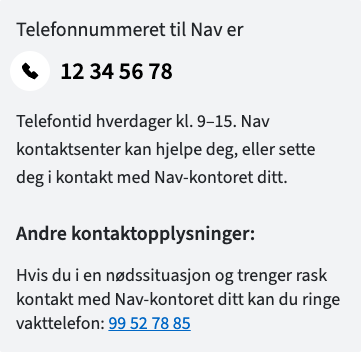 Telefonnummeret til Nav er
12 34 56 78
Telefontid hverdager kl. 9–15. Nav
kontaktsenter kan hjelpe deg, eller sette
deg i kontakt med Nav-kontoret ditt.
Andre kontaktopplysninger:
Hvis du i en nødssituasjon og trenger rask
kontakt med Nav-kontoret ditt kan du ringe
vakttelefon: 99 52 78 85